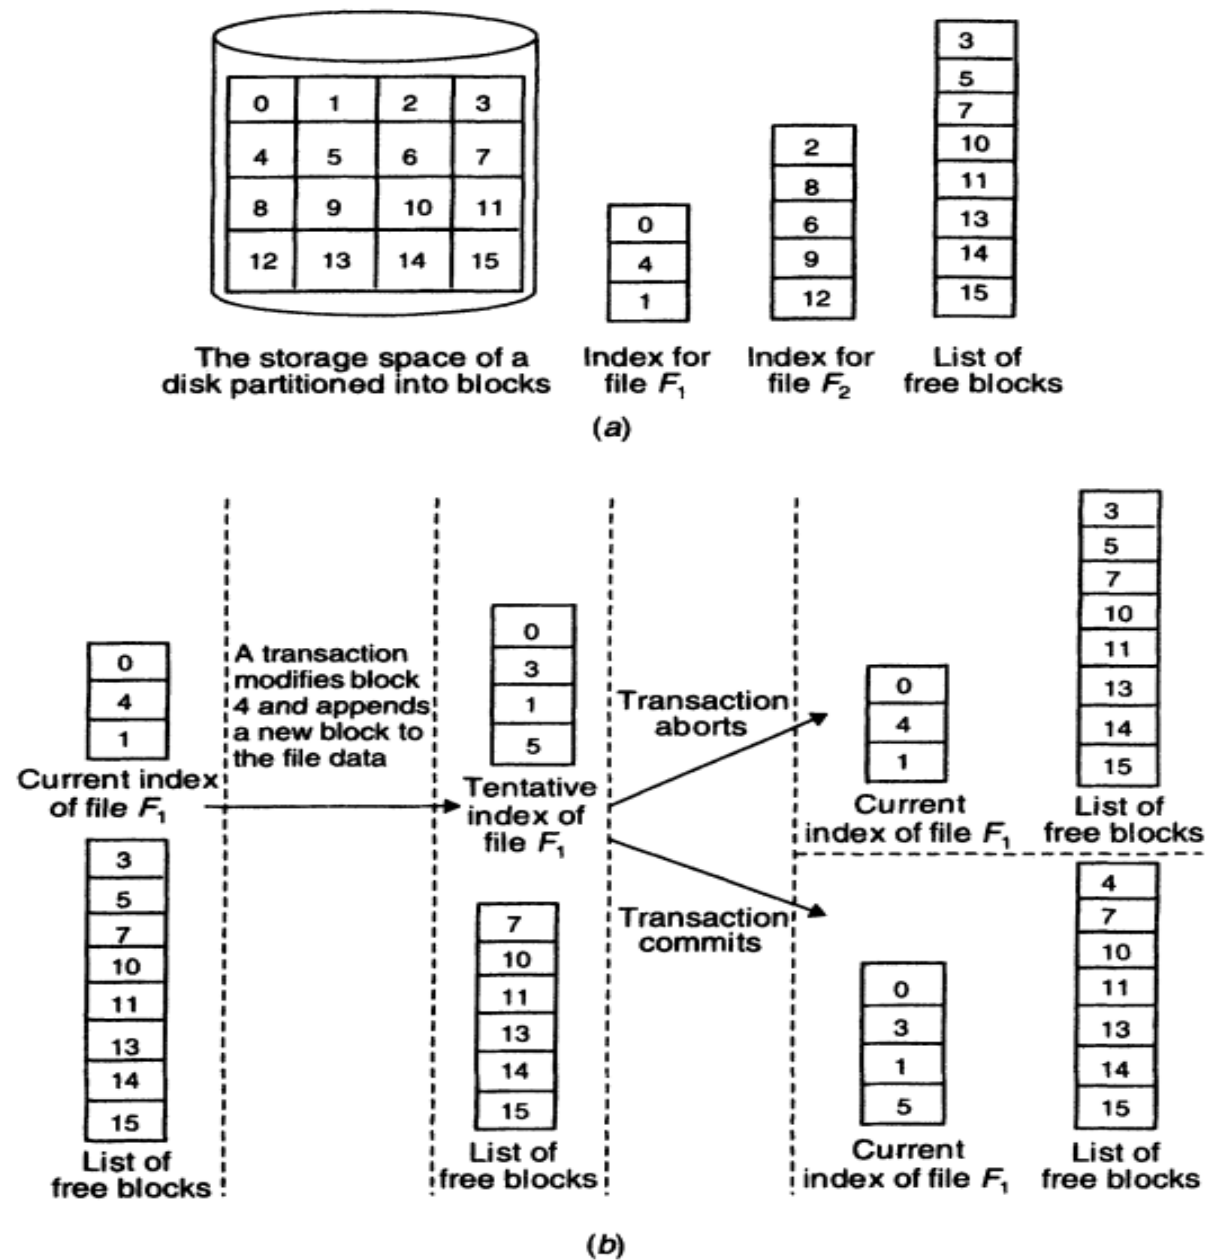 0 1 2 3
4 5 6 7
8 9 10 11
12 13 14 15
The storage space of a
disk partitioned into blocks
0
4
1
Index for
file F₁
2
8
6
9
12
Index for
file F₂
3
5
7
10
11
13
14
15
List of
free blocks
(a)
0
4
1
Current index
of file F₁
3
5
7
10
11
13
14
15
List of
free blocks
A transaction
modifies block
4 and appends
a new block to
the file data
0
3
1
5
Tentative
index of
file F₁
7
10
11
13
14
15
List of
free blocks
Transaction
aborts
0
4
1
Current
index of file F₁
3
5
7
10
11
13
14
15
List of
free blocks
Transaction
commits
0
3
1
5
Current
index of file F₁
4
7
10
11
13
14
15
List of
free blocks
(b)